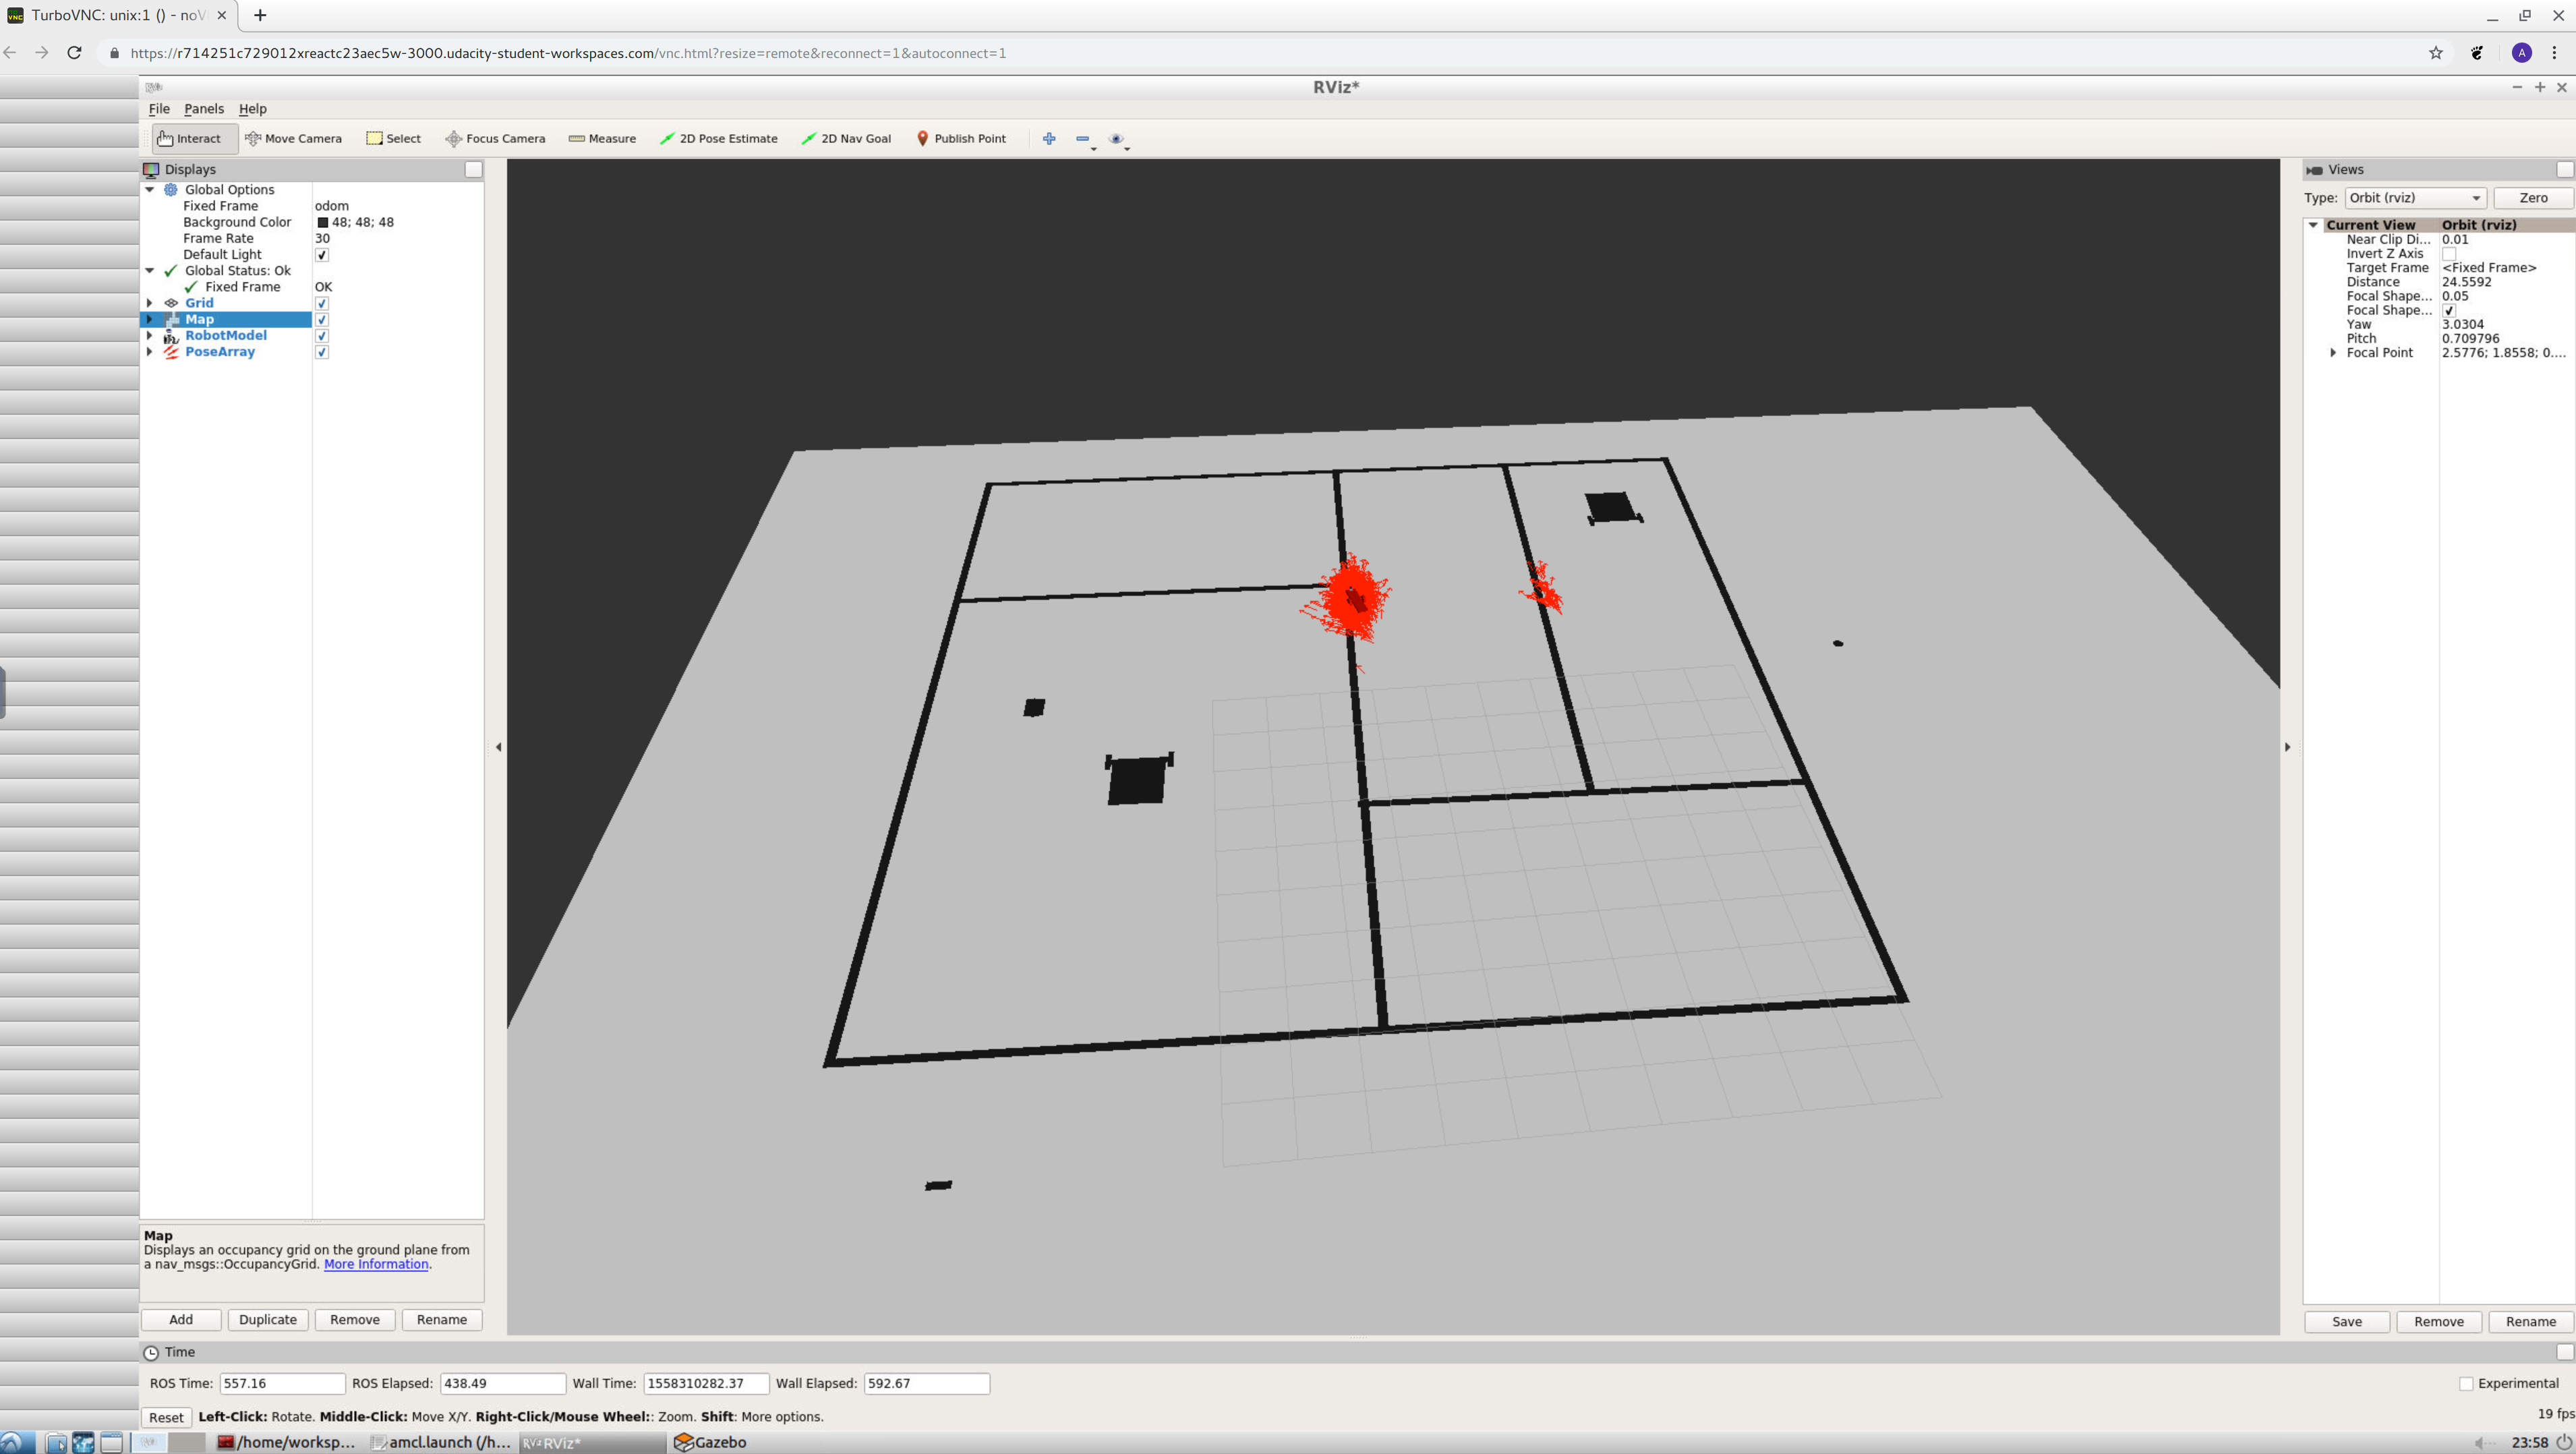 TurboVNC: unix:1 () - noV
https://r714251c729012xreactc23aec5w-3000.udacity-student-workspaces.com/vnc.html?resize=remote&reconnect=1&autoconnect=1
A
RViz*
File Panels Help
Interact Move Camera Select Focus Camera Measure 2D Pose Estimate 2D Nav Goal Publish Point
Displays
Global Options
Fixed Frame odom
Background Color 48; 48; 48
Frame Rate 30
Default Light
Global Status: Ok
Fixed Frame OK
Grid
Map
RobotModel
PoseArray
Map
Displays an occupancy grid on the ground plane from
a nav_msgs::OccupancyGrid. More Information.
Add Duplicate Remove Rename
Views
Type: Orbit (rviz) Zero
Current View Orbit (rviz)
Near Clip Di... 0.01
Invert Z Axis
Target Frame <Fixed Frame>
Distance 24.5592
Focal Shape... 0.05
Focal Shape...
Yaw 3.0304
Pitch 0.709796
Focal Point 2.5776; 1.8558; 0....
Save Remove Rename
Time
ROS Time: 557.16 ROS Elapsed: 438.49 Wall Time: 1558310282.37 Wall Elapsed: 592.67 Experimental
Reset Left-Click: Rotate. Middle-Click: Move X/Y. Right-Click/Mouse Wheel:: Zoom. Shift: More options. 19 fps
/home/worksp... amcl.launch (/h... RViz* Gazebo 23:58